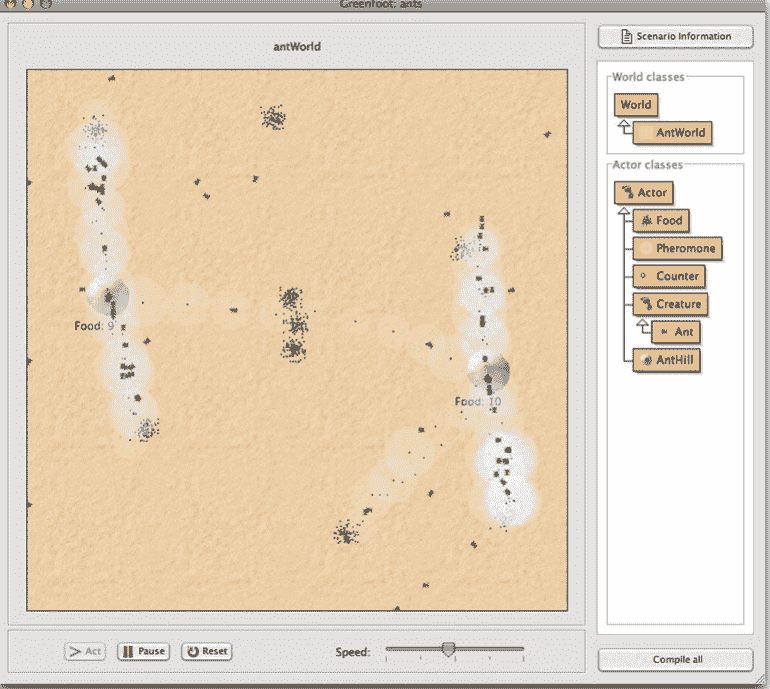 Greenfoot: ants
Scenario Information
antWorld
World classes
World
AntWorld
Actor classes
Actor
Food
Pheromone
Counter
Creature
Ant
AntHill
Food: 9
Food: 10
Act
Pause
Reset
Speed:
Compile all